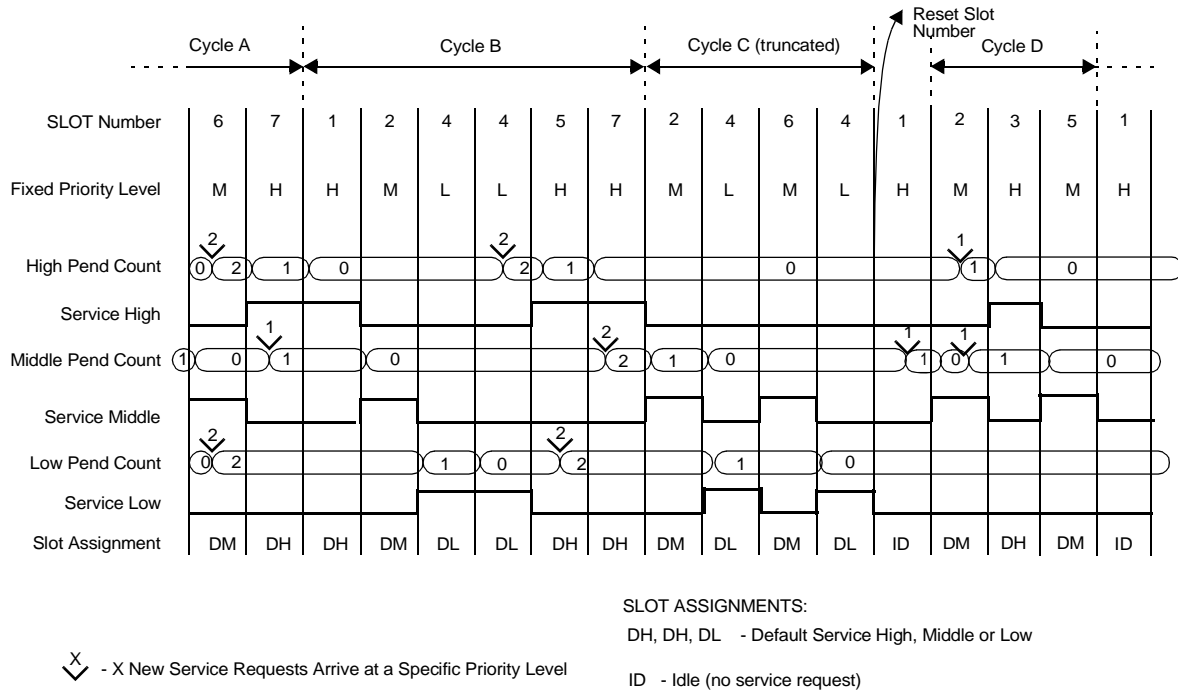 Reset Slot
Number
Cycle A Cycle B Cycle C (truncated) Cycle D
SLOT Number 6 7 1 2 4 4 5 7 2 4 6 4 1 2 3 5 1
Fixed Priority Level M H H M L L H H M L M L H M H M H
2 2 1
High Pend Count 0 2 1 0 2 1 0 1 0
Service High
1 2 1 1
Middle Pend Count 1 0 1 0 2 1 0 1 0 1 0
Service Middle
2 2
Low Pend Count 0 2 1 0 2 1 0
Service Low
Slot Assignment DM DH DH DM DL DL DH DH DM DL DM DL ID DM DH DM ID
SLOT ASSIGNMENTS:
DH, DH, DL - Default Service High, Middle or Low
X - X New Service Requests Arrive at a Specific Priority Level
ID - Idle (no service request)